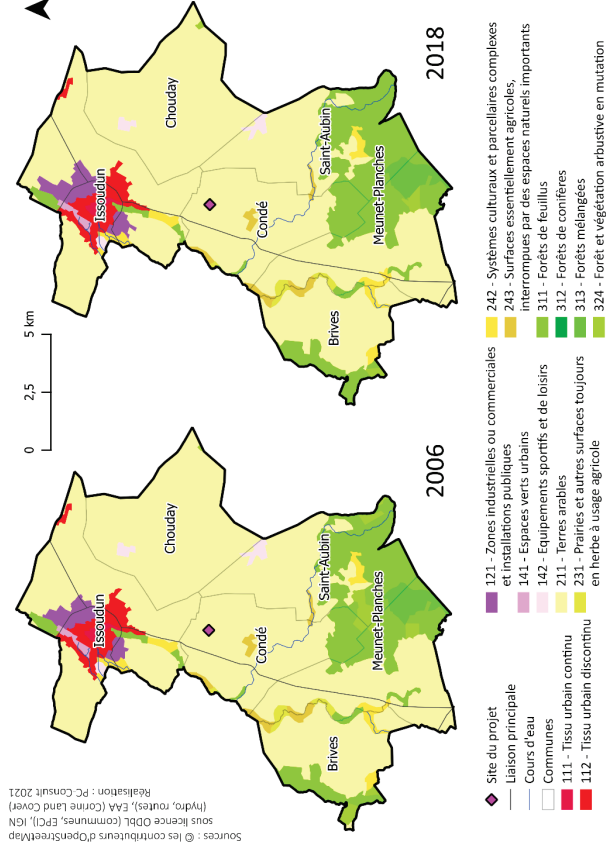 Sources : © les contributeurs d'OpenStreetMap
sous licence ODbL (communes, EPCI), IGN
(hydro, routes), EAA (Corine Land Cover)
Réalisation : PC-Consult 2021
0 2,5 5 km
Issoudun
Chouday
Condé
Saint-Aubin
Brives
Meunet-Planches
2006
Issoudun
Chouday
Condé
Saint-Aubin
Brives
Meunet-Planches
2018
Site du projet
Liaison principale
Cours d'eau
Communes
111 - Tissu urbain continu
112 - Tissu urbain discontinu
121 - Zones industrielles ou commerciales
et installations publiques
141 - Espaces verts urbains
142 - Equipements sportifs et de loisirs
211 - Terres arables
231 - Prairies et autres surfaces toujours
en herbe à usage agricole
242 - Systèmes culturaux et parcellaires complexes
243 - Surfaces essentiellement agricoles,
interrompues par des espaces naturels importants
311 - Forêts de feuillus
312 - Forêts de conifères
313 - Forêts mélangées
324 - Forêt et végétation arbustive en mutation